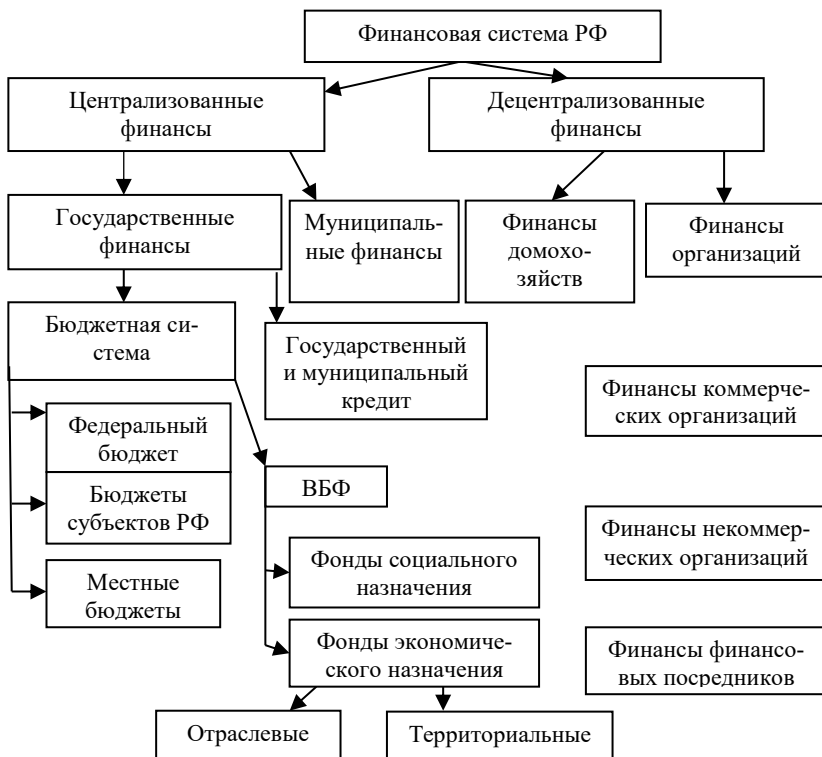 Финансовая система РФ
Централизованные
финансы
Децентрализованные
финансы
Государственные
финансы
Муниципаль-
ные финансы
Финансы
домохо-
зяйств
Финансы
организаций
Бюджетная си-
стема
Государственный
и муниципальный
кредит
Финансы коммерче-
ских организаций
Федеральный
бюджет
ВБФ
Бюджеты
субъектов РФ
Финансы некоммер-
ческих организаций
Фонды социального
назначения
Местные
бюджеты
Фонды экономиче-
ского назначения
Финансы финансо-
вых посредников
Отраслевые
Территориальные